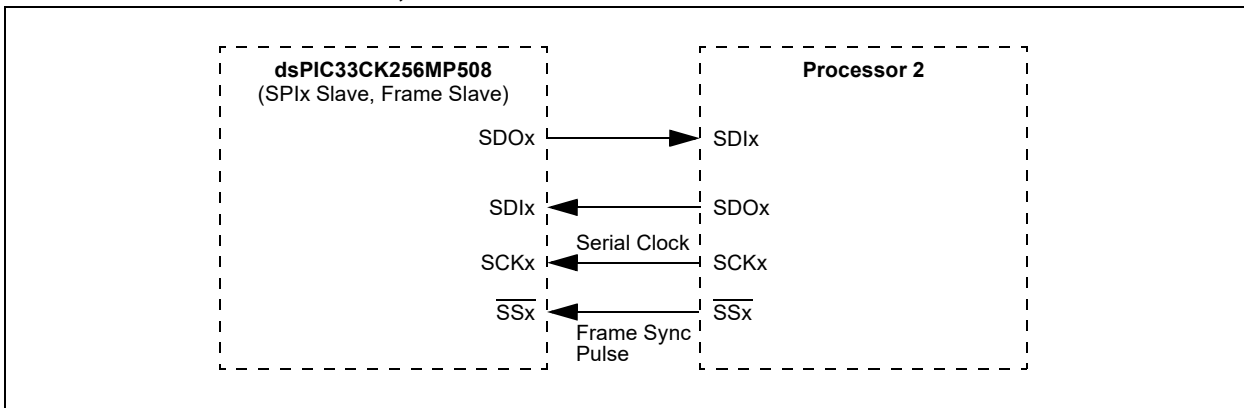 dsPIC33CK256MP508
(SPIx Slave, Frame Slave)
Processor 2
SDOx
SDIx
SDIx
SDOx
Serial Clock
SCKx
SCKx
SSx
SSx
Frame Sync
Pulse